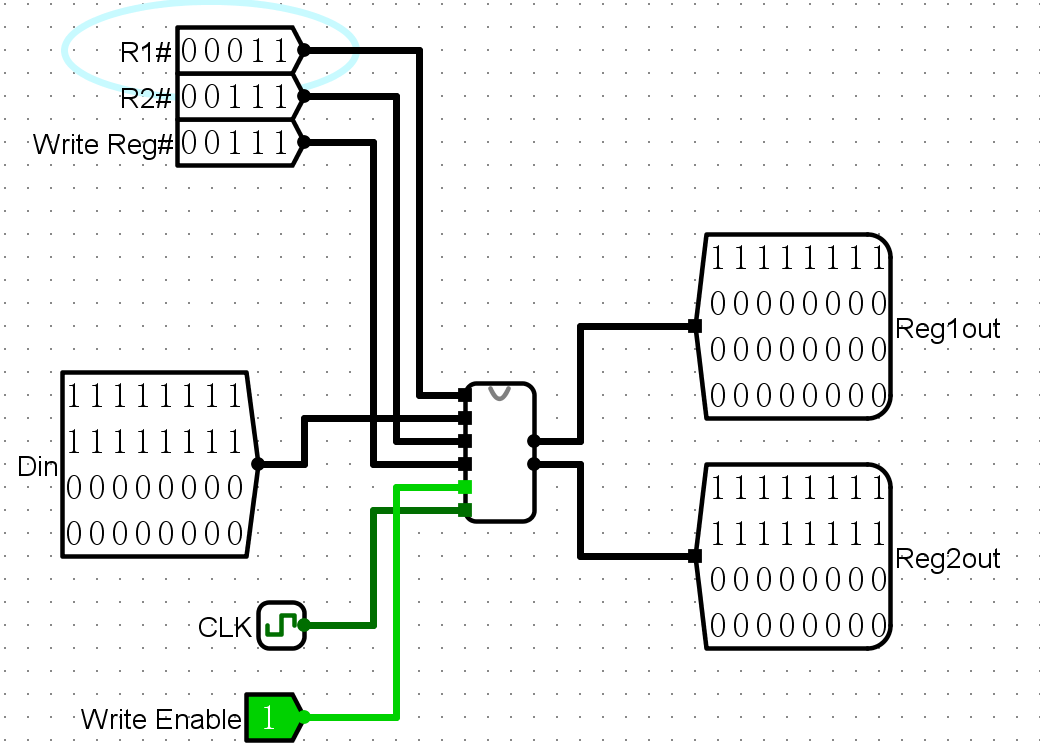 R1# 00011
R2# 00111
Write Reg# 00111
11111111
00000000
Reg1out
00000000
00000000
11111111
11111111
Din
00000000
00000000
11111111
11111111
Reg2out
00000000
00000000
CLK
Write Enable 1